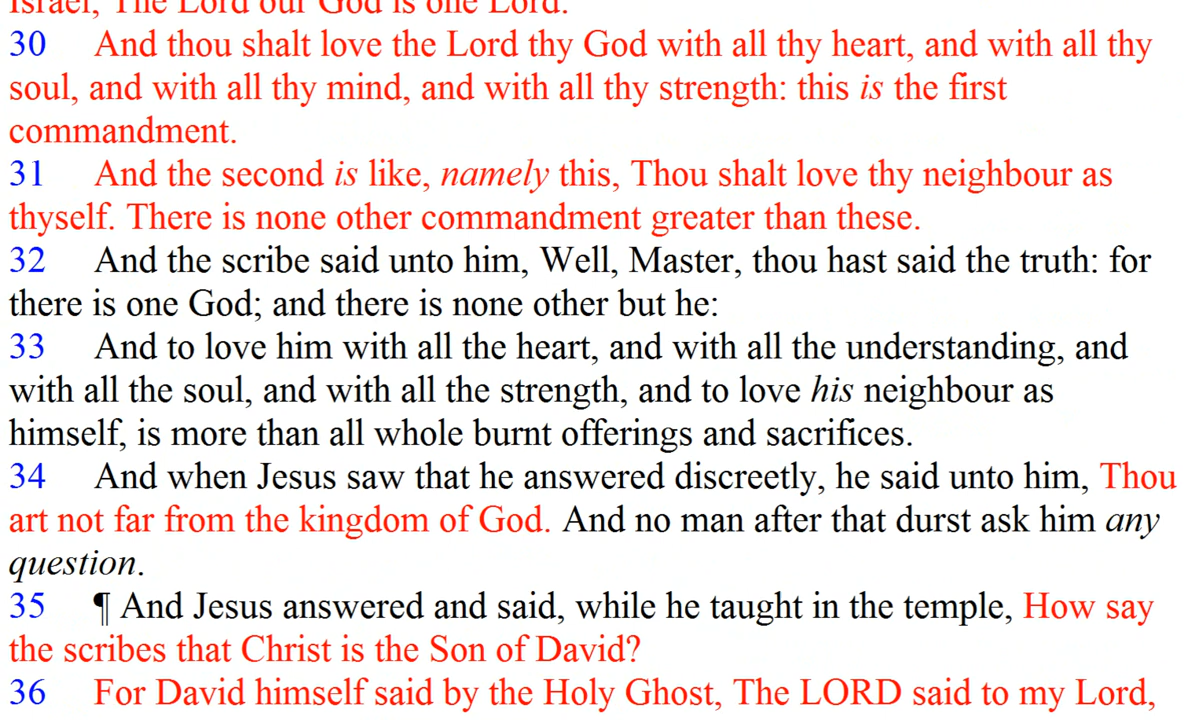 Israel, The Lord our God is one Lord:
30 And thou shalt love the Lord thy God with all thy heart, and with all thy
soul, and with all thy mind, and with all thy strength: this is the first
commandment.
31 And the second is like, namely this, Thou shalt love thy neighbour as
thyself. There is none other commandment greater than these.
32 And the scribe said unto him, Well, Master, thou hast said the truth: for
there is one God; and there is none other but he:
33 And to love him with all the heart, and with all the understanding, and
with all the soul, and with all the strength, and to love his neighbour as
himself, is more than all whole burnt offerings and sacrifices.
34 And when Jesus saw that he answered discreetly, he said unto him, Thou
art not far from the kingdom of God. And no man after that durst ask him any
question.
35 ¶ And Jesus answered and said, while he taught in the temple, How say
the scribes that Christ is the Son of David?
36 For David himself said by the Holy Ghost, The LORD said to my Lord,